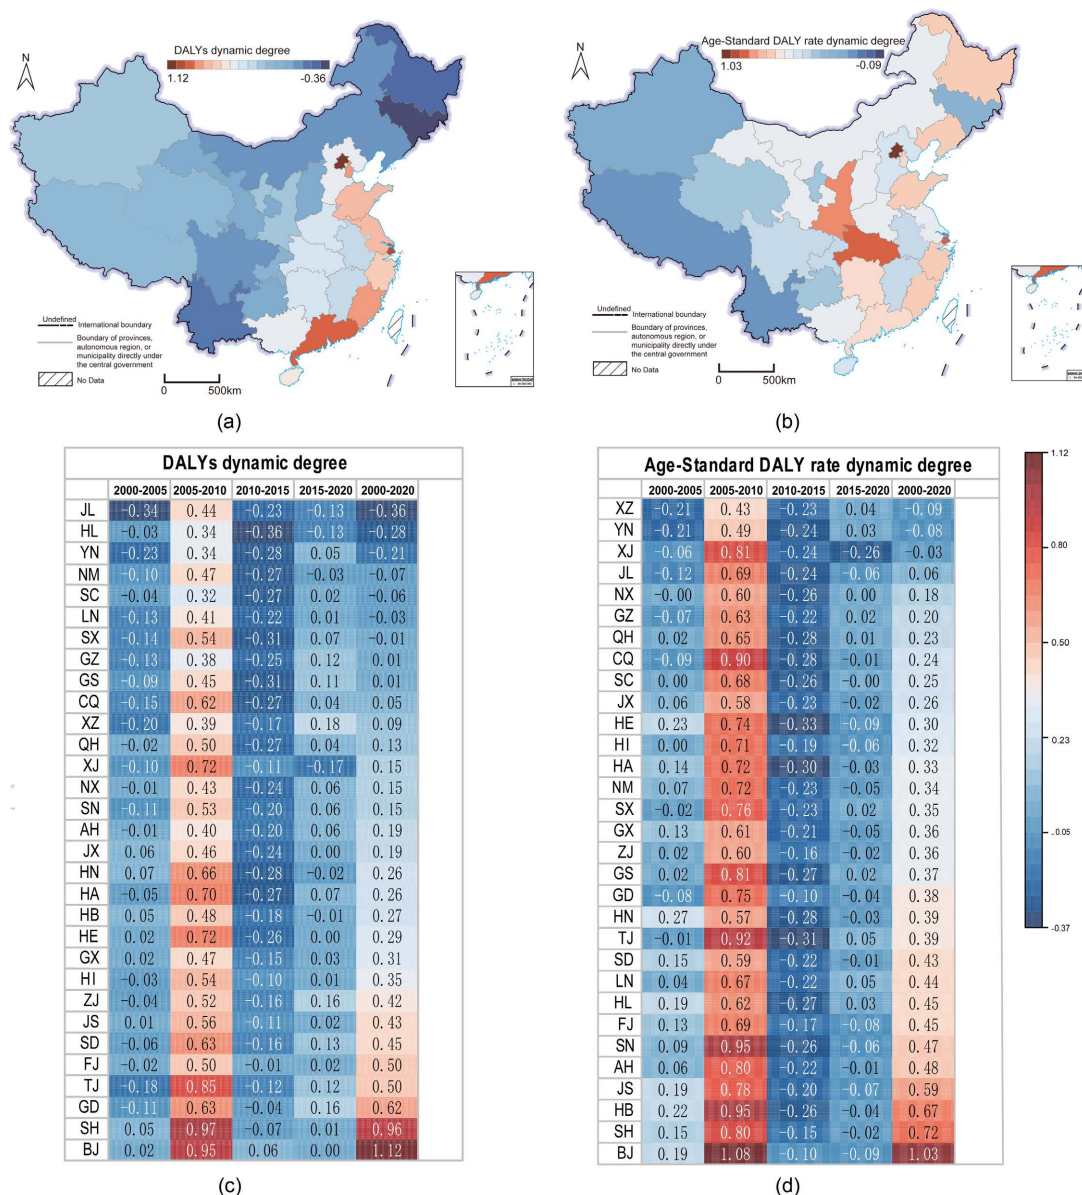 N
DALYs dynamic degree
1.12
-0.36
Undefined
International boundary
Boundary of provinces,
autonomous region, or
municipality directly under
the central government
No Data
0
500km
(a)
N
Age-Standard DALY rate dynamic degree
1.03
-0.09
Undefined
International boundary
Boundary of provinces,
autonomous region, or
municipality directly under
the central government
No Data
0
500km
(b)
DALYs dynamic degree
2000-2005 2005-2010 2010-2015 2015-2020 2000-2020
JL -0.34 0.44 -0.23 -0.13 -0.36
HL -0.03 0.34 -0.36 -0.13 -0.28
YN -0.23 0.34 -0.28 0.05 -0.21
NM -0.10 0.47 -0.27 -0.03 -0.07
SC -0.04 0.32 -0.27 0.02 -0.06
LN -0.13 0.41 -0.22 0.01 -0.03
SX -0.14 0.54 -0.31 0.07 -0.01
GZ -0.13 0.38 -0.25 0.12 0.01
GS -0.09 0.45 -0.31 0.11 0.01
CQ -0.15 0.62 -0.27 0.04 0.05
XZ -0.20 0.39 -0.17 0.18 0.09
QH -0.02 0.50 -0.27 0.04 0.13
XJ -0.10 0.72 -0.11 -0.17 0.15
NX -0.01 0.43 -0.24 0.06 0.15
SN -0.11 0.53 -0.20 0.06 0.15
AH -0.01 0.40 -0.20 0.06 0.19
JX 0.06 0.46 -0.24 0.00 0.19
HN 0.07 0.66 -0.28 -0.02 0.26
HA -0.05 0.70 -0.27 0.07 0.26
HB 0.05 0.48 -0.18 -0.01 0.27
HE 0.02 0.72 -0.26 0.00 0.29
GX 0.02 0.47 -0.15 0.03 0.31
HI -0.03 0.54 -0.10 0.01 0.35
ZJ -0.04 0.52 -0.16 0.16 0.42
JS 0.01 0.56 -0.11 0.02 0.43
SD -0.06 0.63 -0.16 0.13 0.45
FJ -0.02 0.50 -0.01 0.02 0.50
TJ -0.18 0.85 -0.12 0.12 0.50
GD -0.11 0.63 -0.04 0.16 0.62
SH 0.05 0.97 -0.07 0.01 0.96
BJ 0.02 0.95 0.06 0.00 1.12
(c)
Age-Standard DALY rate dynamic degree
2000-2005 2005-2010 2010-2015 2015-2020 2000-2020
XZ -0.21 0.43 -0.23 0.04 -0.09
YN -0.21 0.49 -0.24 0.03 -0.08
XJ -0.06 0.81 -0.24 -0.26 -0.03
JL -0.12 0.69 -0.24 -0.06 0.06
NX -0.00 0.60 -0.26 0.00 0.18
GZ -0.07 0.63 -0.22 0.02 0.20
QH 0.02 0.65 -0.28 0.01 0.23
CQ -0.09 0.90 -0.28 -0.01 0.24
SC 0.00 0.68 -0.26 -0.00 0.25
JX 0.06 0.58 -0.23 -0.02 0.26
HE 0.23 0.74 -0.33 -0.09 0.30
HI 0.00 0.71 -0.19 -0.06 0.32
HA 0.14 0.72 -0.30 -0.03 0.33
NM 0.07 0.72 -0.23 -0.05 0.34
SX -0.02 0.76 -0.23 0.02 0.35
GX 0.13 0.61 -0.21 -0.05 0.36
ZJ 0.02 0.60 -0.16 -0.02 0.36
GS 0.02 0.81 -0.27 0.02 0.37
GD -0.08 0.75 -0.10 -0.04 0.38
HN 0.27 0.57 -0.28 -0.03 0.39
TJ -0.01 0.92 -0.31 0.05 0.39
SD 0.15 0.59 -0.22 -0.01 0.43
LN 0.04 0.67 -0.22 0.05 0.44
HL 0.19 0.62 -0.27 0.03 0.45
FJ 0.13 0.69 -0.17 -0.08 0.45
SN 0.09 0.95 -0.26 -0.06 0.47
AH 0.06 0.80 -0.22 -0.01 0.48
JS 0.19 0.78 -0.20 -0.07 0.59
HB 0.22 0.95 -0.26 -0.04 0.67
SH 0.15 0.80 -0.15 -0.02 0.72
BJ 0.19 1.08 -0.10 -0.09 1.03
(d)
1.12
0.80
0.52
0.23
-0.05
-0.37